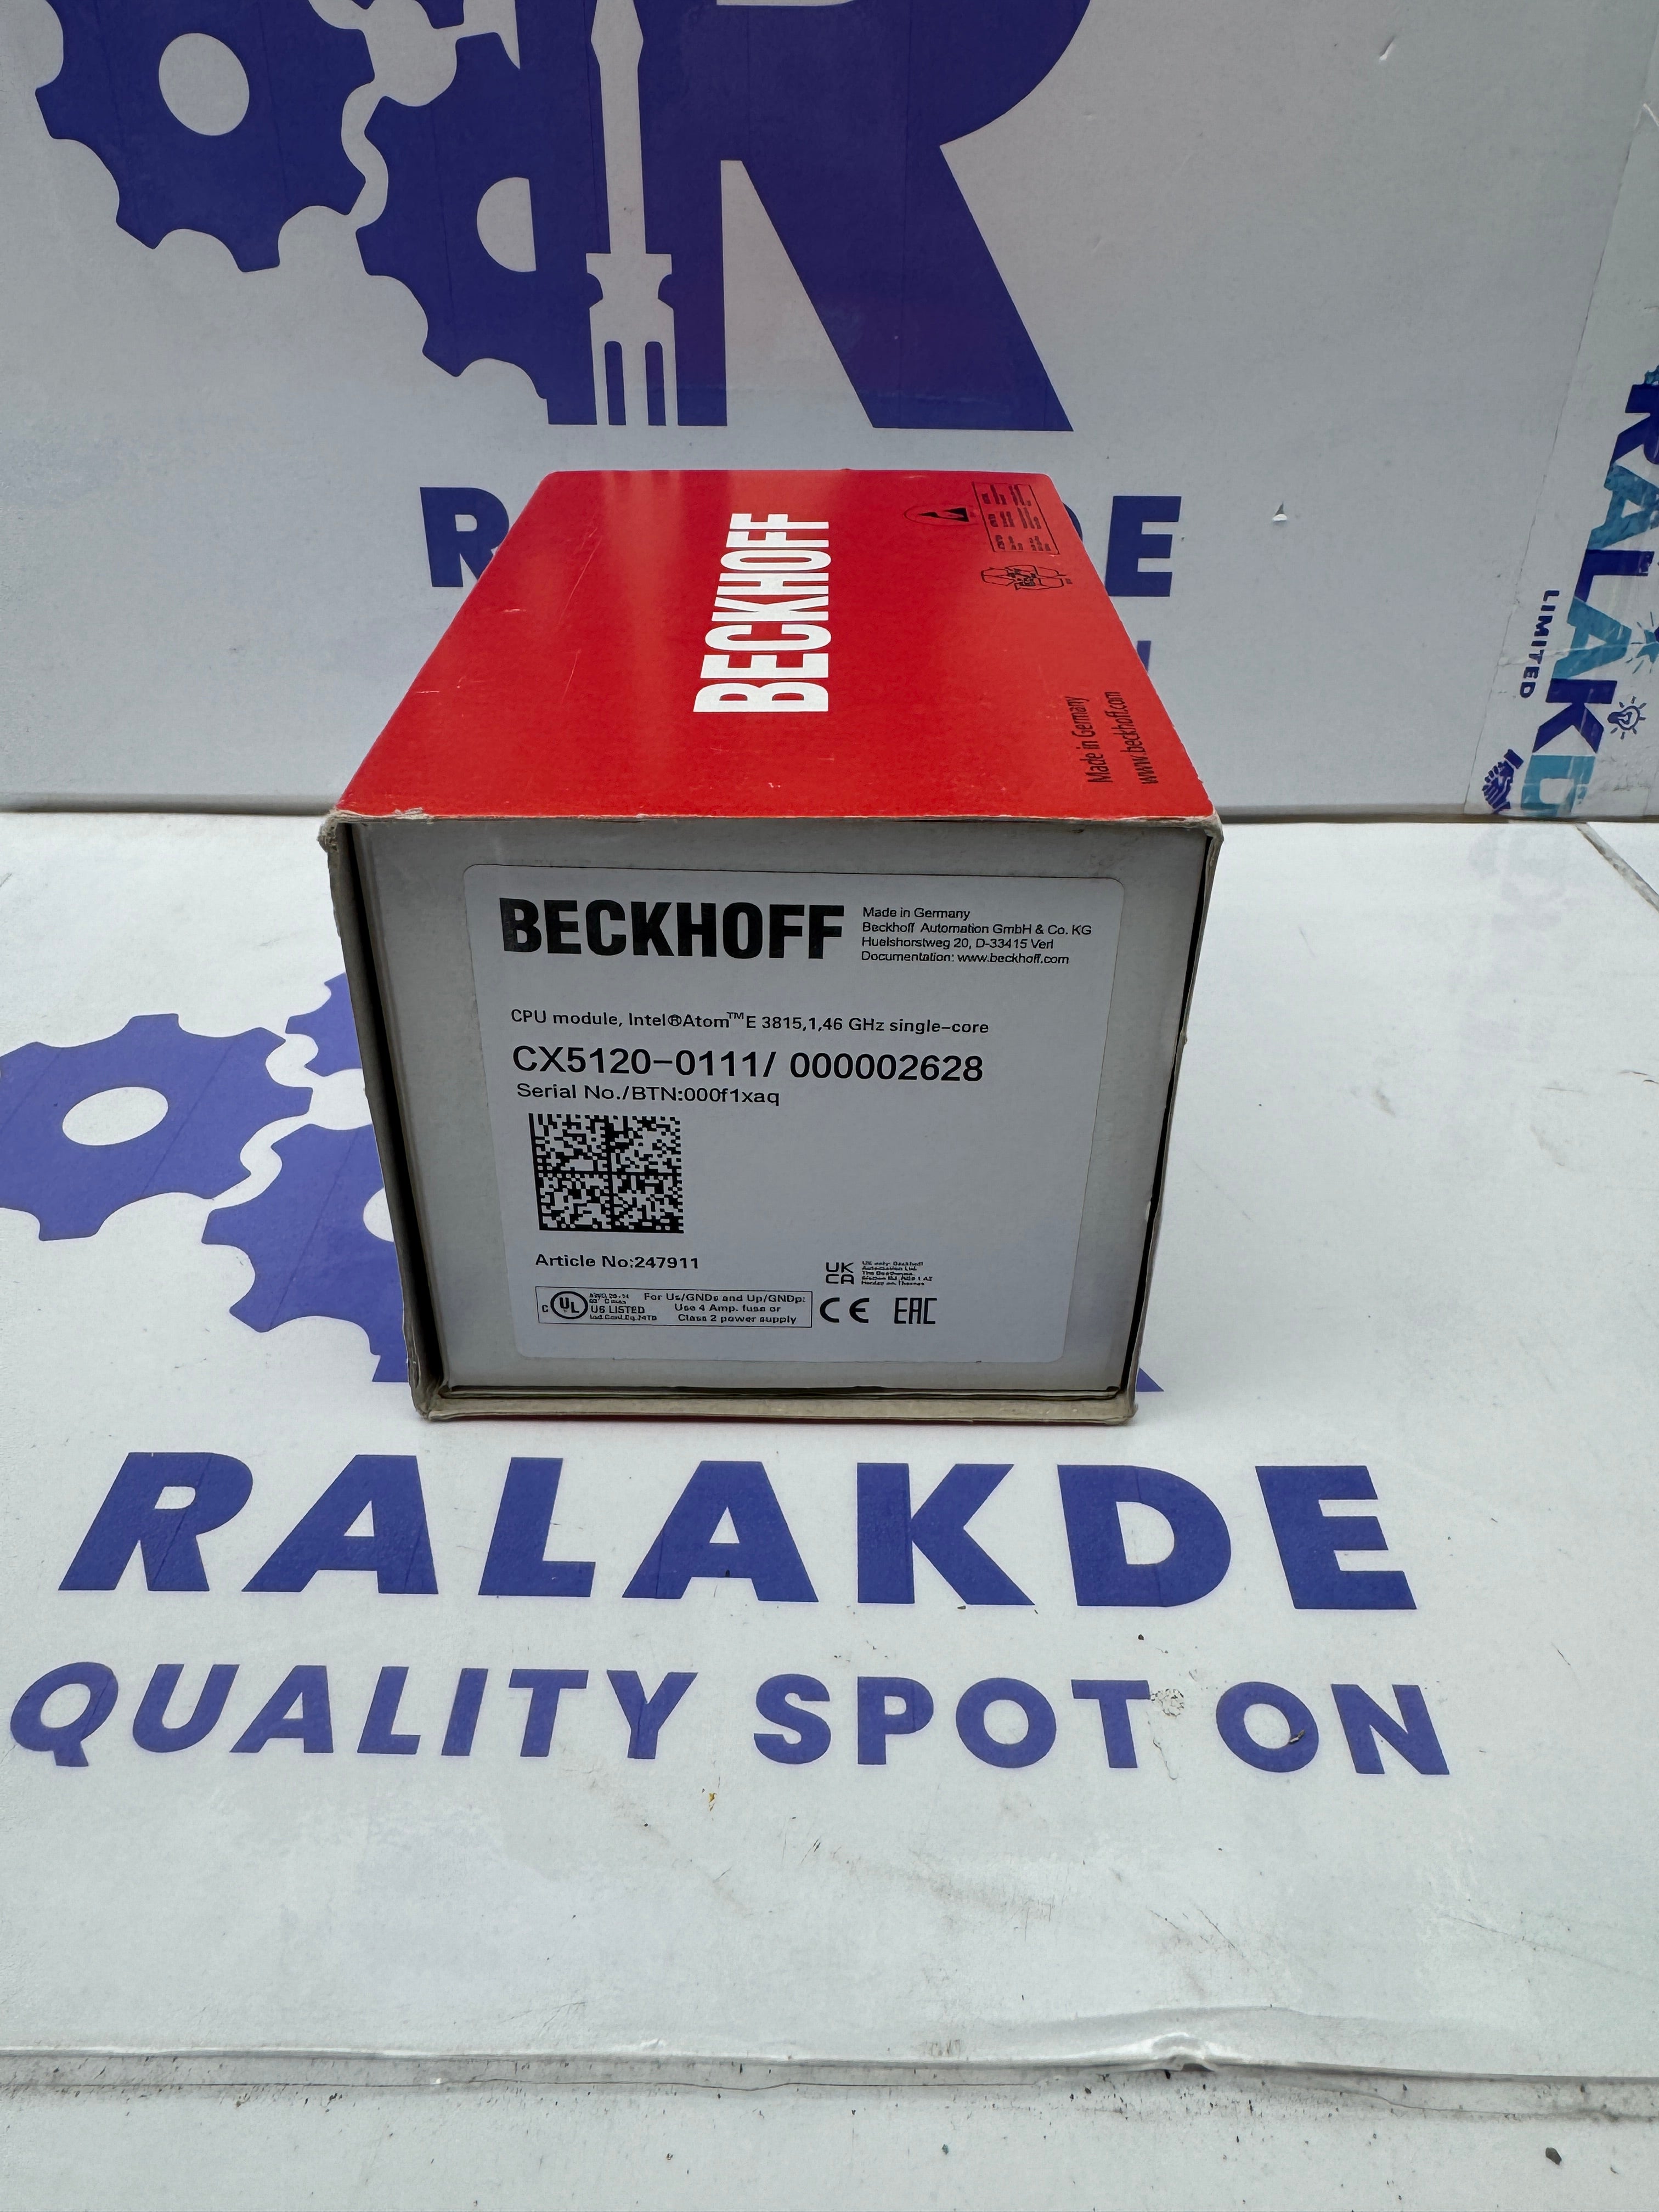 BECKHOFF
Made in Germany
www.beckhoff.com
RALAKD
LIMITED
BECKHOFF
Made in Germany
Beckhoff Automation GmbH & Co. KG
Huelshorstweg 20, D-33415 Verl
Documentation: www.beckhoff.com
CPU module, Intel®Atom™E 3815,1,46 GHz single-core
CX5120-0111/ 000002628
Serial No./BTN:000f1xaq
Article No:247911
UK
CA
C UL US LISTED
For Us/GNDs and Up/GNDp:
Use 4 Amp. fuse or
Class 2 power supply
CE EAC
RALAKDE
QUALITY SPOT ON